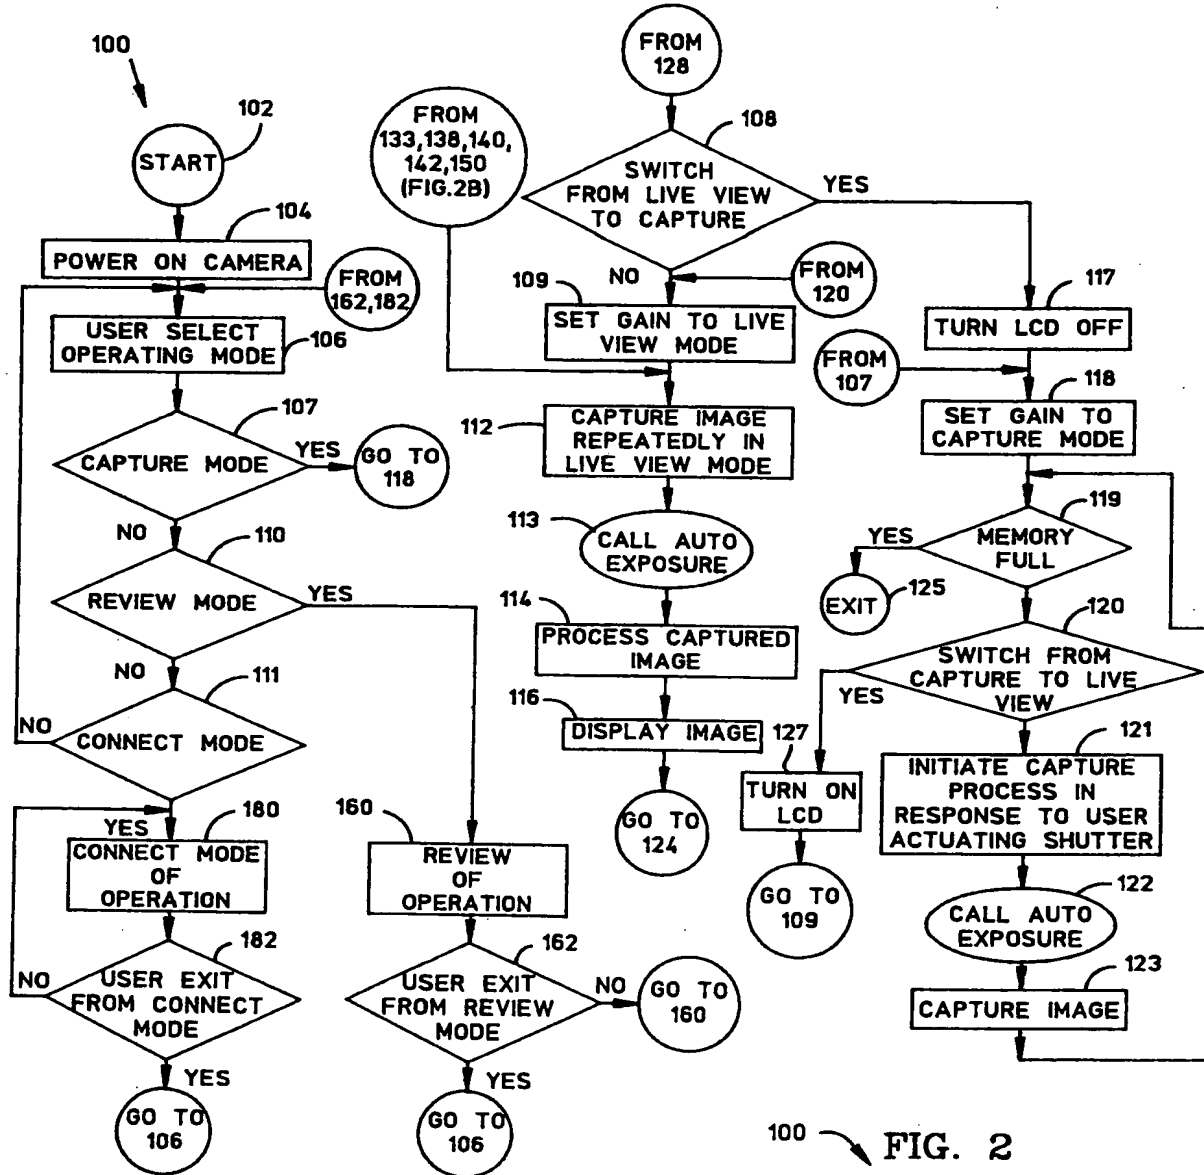 100
102
START
104
POWER ON CAMERA
FROM
162,182
USER SELECT
OPERATING MODE
106
107
CAPTURE MODE
YES
GO TO
118
NO
110
REVIEW MODE
YES
NO
111
NO
CONNECT MODE
YES
180
CONNECT MODE
OF
OPERATION
182
NO
USER EXIT
FROM CONNECT
MODE
YES
GO TO
106
160
REVIEW
OF
OPERATION
162
USER EXIT
FROM REVIEW
MODE
NO
GO TO
160
YES
GO TO
106
FROM
128
FROM
133,138,140,
142,150
(FIG.2B)
108
SWITCH
FROM LIVE VIEW
TO CAPTURE
YES
NO
FROM
120
109
SET GAIN TO LIVE
VIEW MODE
112
CAPTURE IMAGE
REPEATEDLY IN
LIVE VIEW MODE
113
CALL AUTO
EXPOSURE
114
PROCESS CAPTURED
IMAGE
116
DISPLAY IMAGE
GO TO
124
117
TURN LCD OFF
FROM
107
118
SET GAIN TO
CAPTURE MODE
119
YES
MEMORY
FULL
EXIT
125
120
SWITCH FROM
CAPTURE TO LIVE
VIEW
YES
127
TURN ON
LCD
GO TO
109
121
INITIATE CAPTURE
PROCESS IN
RESPONSE TO USER
ACTUATING SHUTTER
122
CALL AUTO
EXPOSURE
123
CAPTURE IMAGE
100
FIG. 2